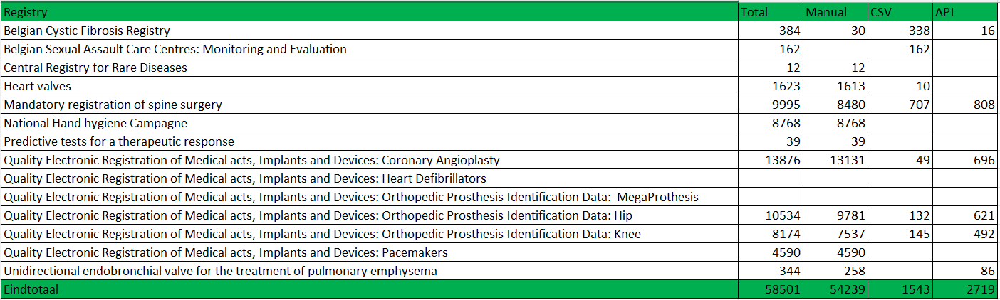 Registry Total Manual CSV API
Belgian Cystic Fibrosis Registry 384 30 338 16
Belgian Sexual Assault Care Centres: Monitoring and Evaluation 162 162
Central Registry for Rare Diseases 12 12
Heart valves 1623 1613 10
Mandatory registration of spine surgery 9995 8480 707 808
National Hand hygiene Campagne 8768 8768
Predictive tests for a therapeutic response 39 39
Quality Electronic Registration of Medical acts, Implants and Devices: Coronary Angioplasty 13876 13131 49 696
Quality Electronic Registration of Medical acts, Implants and Devices: Heart Defibrillators
Quality Electronic Registration of Medical acts, Implants and Devices: Orthopedic Prosthesis Identification Data:  MegaProthesis
Quality Electronic Registration of Medical acts, Implants and Devices: Orthopedic Prosthesis Identification Data: Hip 10534 9781 132 621
Quality Electronic Registration of Medical acts, Implants and Devices: Orthopedic Prosthesis Identification Data: Knee 8174 7537 145 492
Quality Electronic Registration of Medical acts, Implants and Devices: Pacemakers 4590 4590
Unidirectional endobronchial valve for the treatment of pulmonary emphysema 344 258 86
Eindtotaal 58501 54239 1543 2719